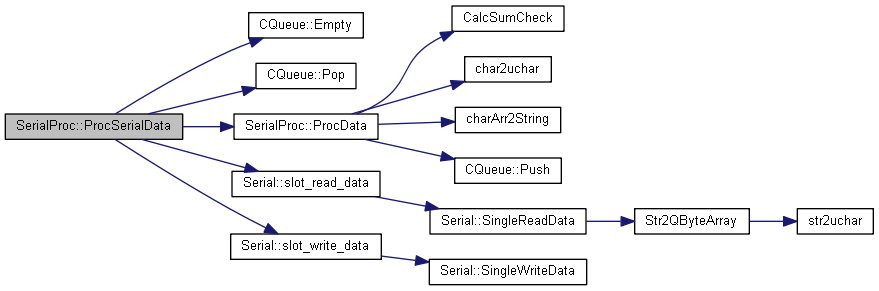 CQueue::Empty
CalcSumCheck
CQueue::Pop
char2uchar
SerialProc::ProcSerialData
SerialProc::ProcData
charArr2String
CQueue::Push
Serial::slot_read_data
Serial::SingleReadData
Str2QByteArray
str2uchar
Serial::slot_write_data
Serial::SingleWriteData